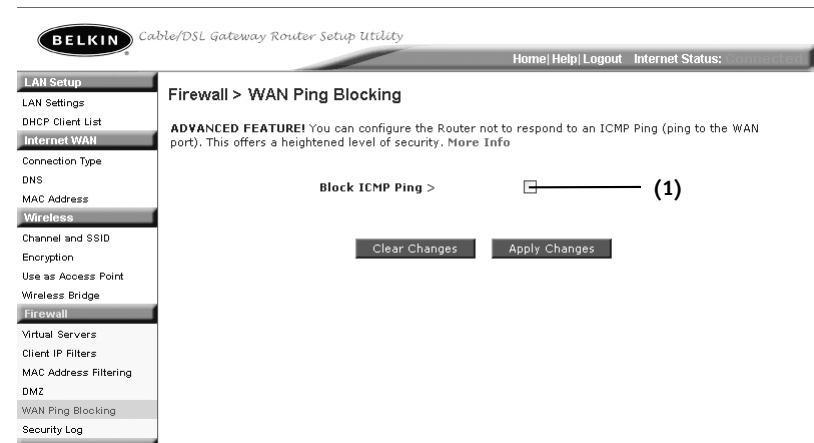 BELKIN
Cable/DSL Gateway Router Setup Utility
Home| Help| Logout Internet Status: Connected
LAN Setup
LAN Settings
DHCP Client List
Internet WAN
Connection Type
DNS
MAC Address
Wireless
Channel and SSID
Encryption
Use as Access Point
Wireless Bridge
Firewall
Virtual Servers
Client IP Filters
MAC Address Filtering
DMZ
WAN Ping Blocking
Security Log
Firewall > WAN Ping Blocking
ADVANCED FEATURE! You can configure the Router not to respond to an ICMP Ping (ping to the WAN
port). This offers a heightened level of security. More Info
Block ICMP Ping >
(1)
Clear Changes Apply Changes